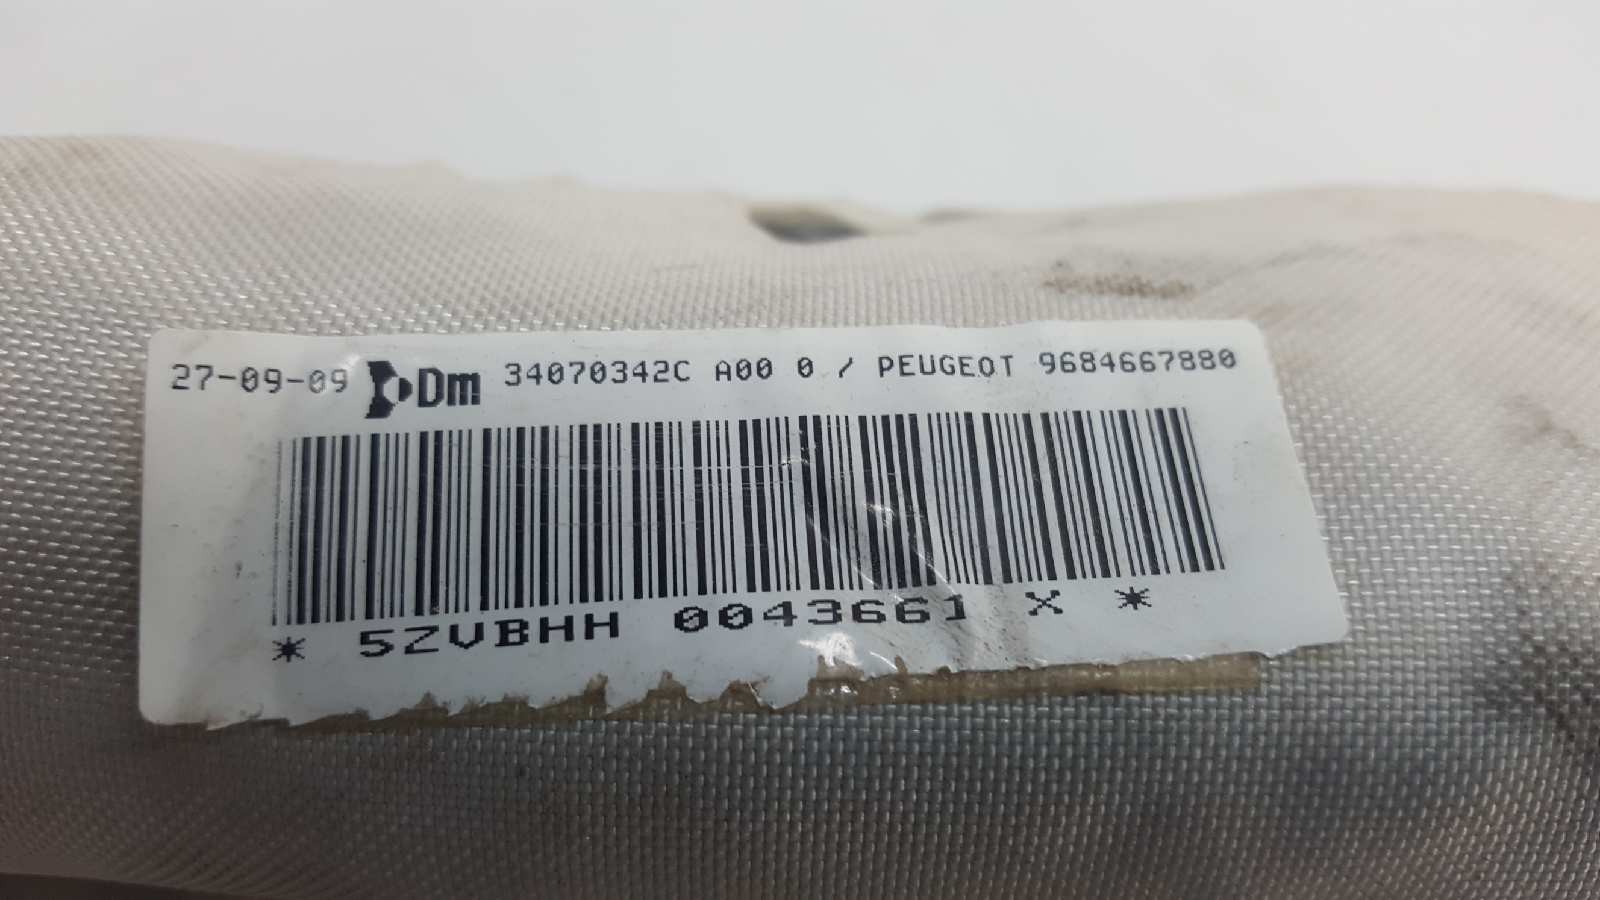 27-09-09 Dm 34070342C A00 0 / PEUGEOT 9684667880
* 5ZVBHH 0043661 X *